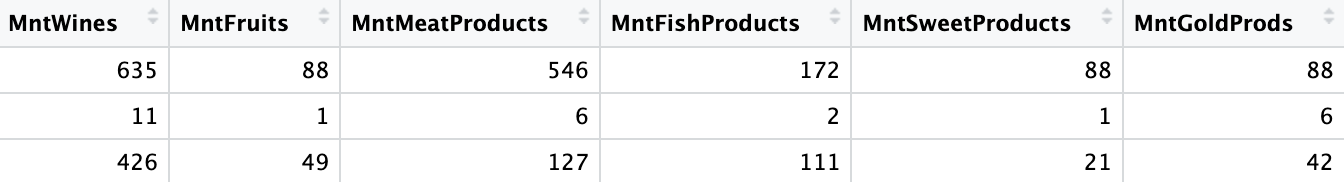 MntWines MntFruits MntMeatProducts MntFishProducts MntSweetProducts MntGoldProds
635 88 546 172 88 88
11 1 6 2 1 6
426 49 127 111 21 42